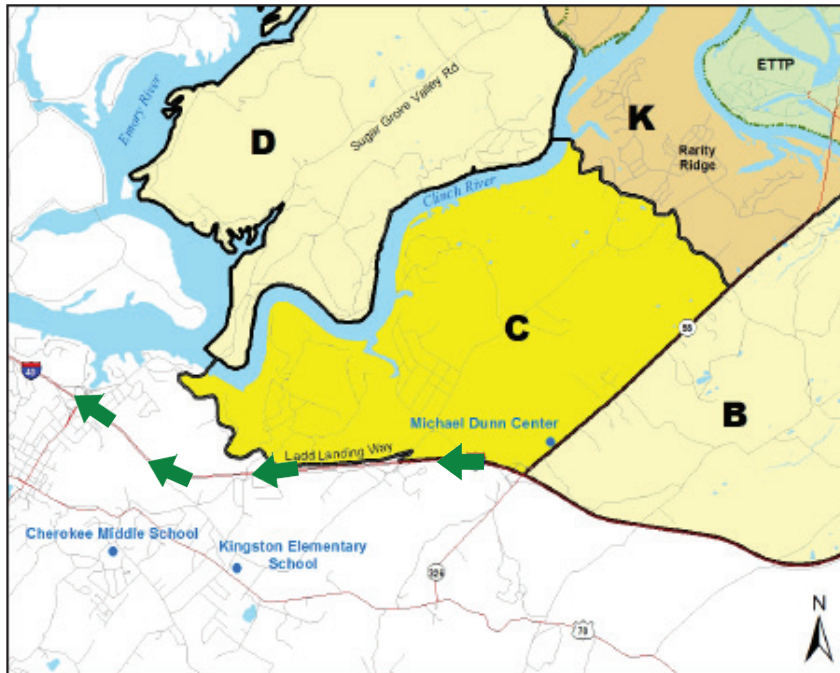 ETTP
K
Emory River
Sugar Grove Valley Rd
D
Rarity
Ridge
Clinch River
C
58
40
B
Michael Dunn Center
Ladd Landing Way
Cherokee Middle School
Kingston Elementary
School
326
70
N